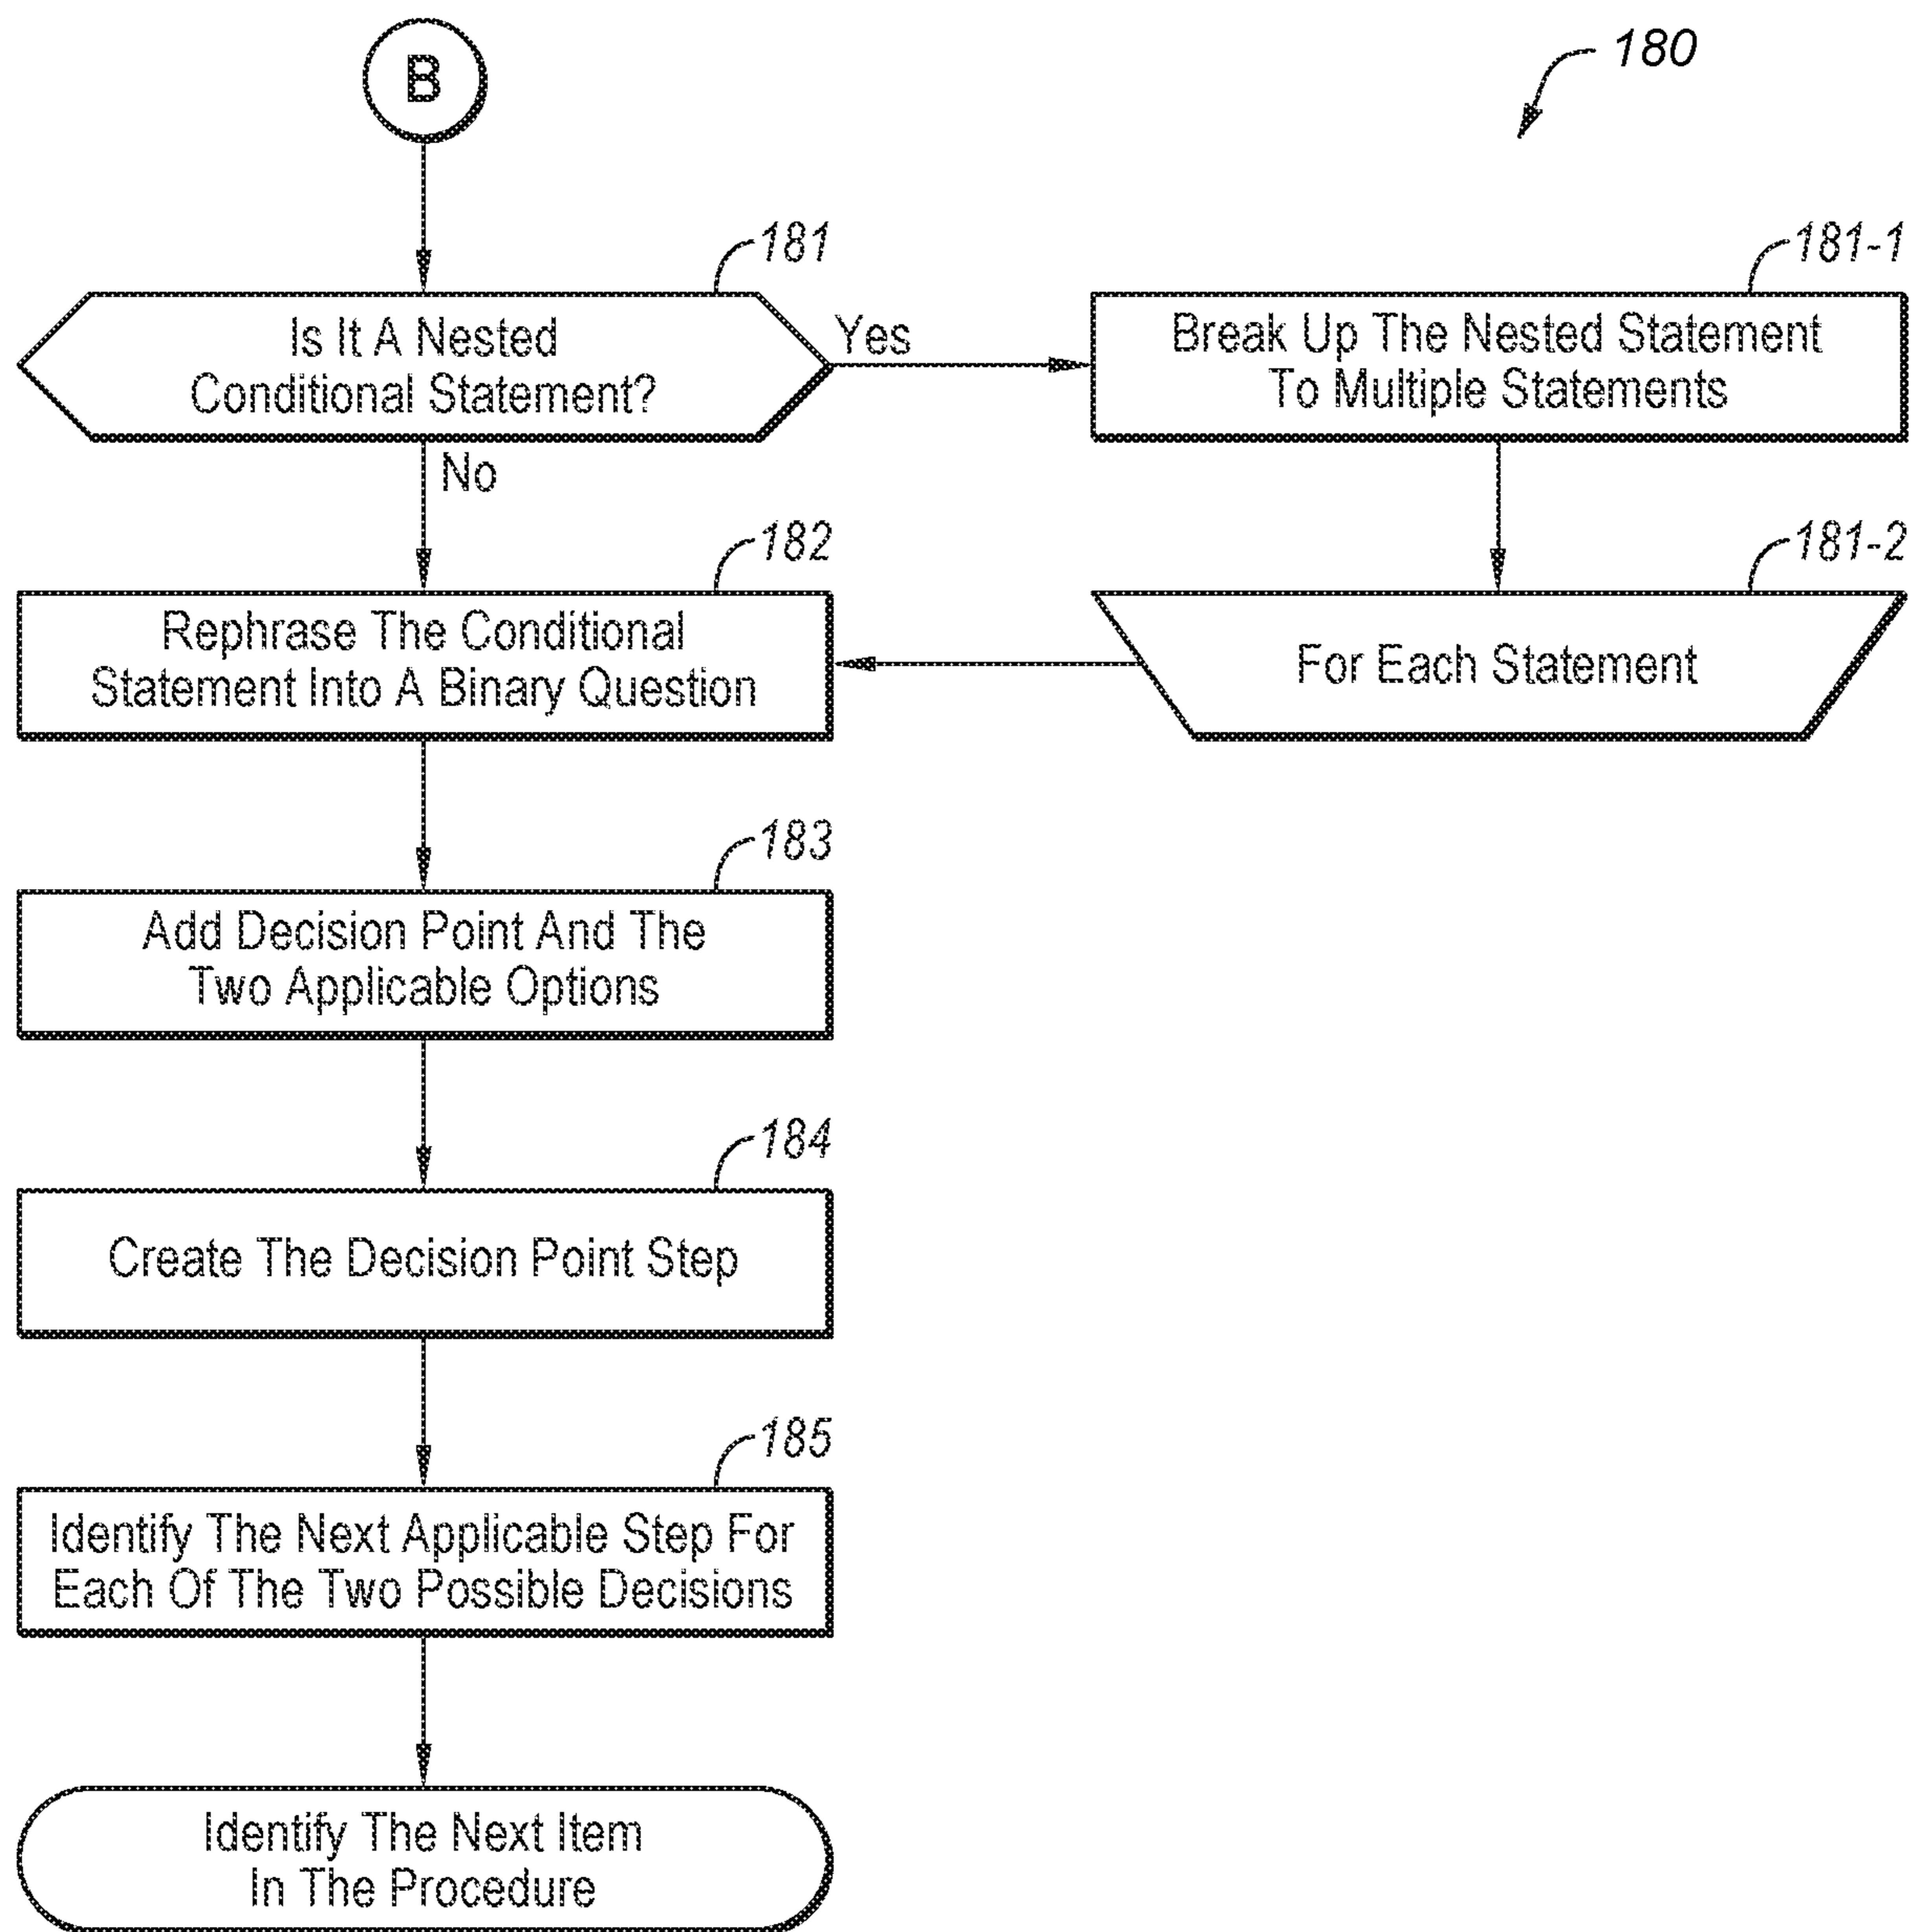 B
180
181
Is It A Nested
Conditional Statement?
Yes
181-1
Break Up The Nested Statement
To Multiple Statements
No
182
Rephrase The Conditional
Statement Into A Binary Question
181-2
For Each Statement
183
Add Decision Point And The
Two Applicable Options
184
Create The Decision Point Step
185
Identify The Next Applicable Step For
Each Of The Two Possible Decisions
Identify The Next Item
In The Procedure